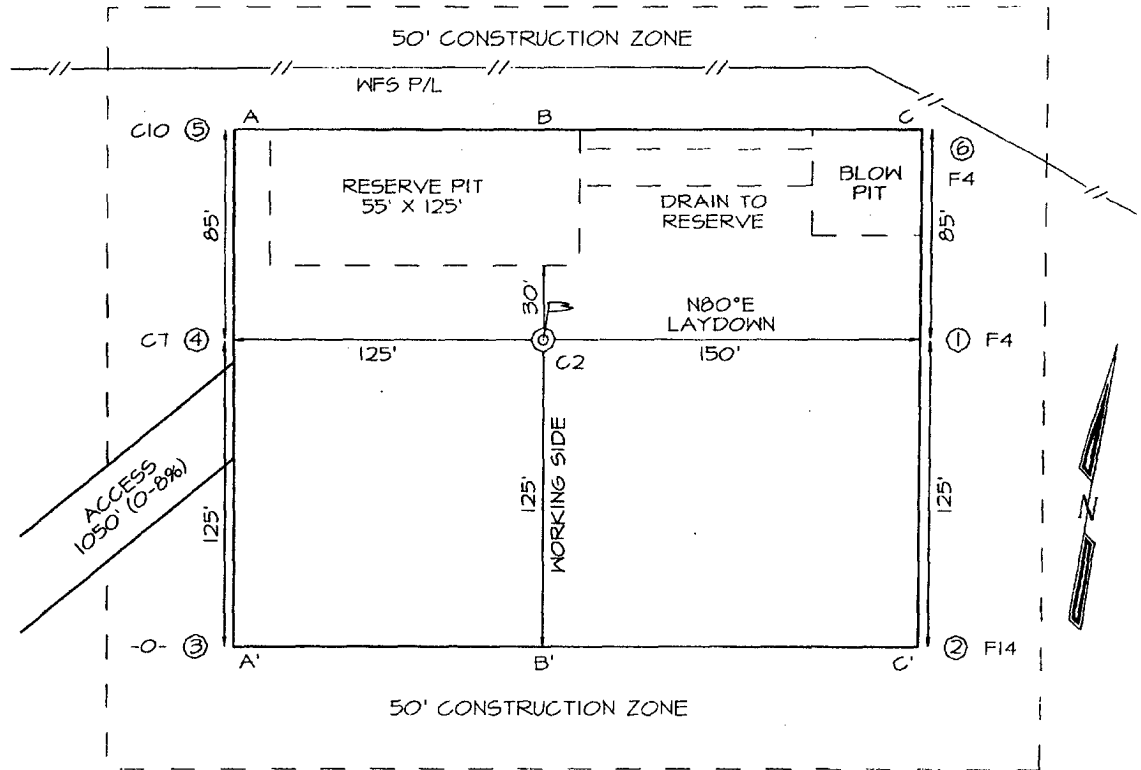 50' CONSTRUCTION ZONE
WFS P/L
A
B
C
C10 ⑤
⑥
F4
RESERVE PIT
55' X 125'
BLOW
PIT
DRAIN TO
RESERVE
85'
85'
30'
N80°E
LAYDOWN
C7 ④
125'
150'
① F4
C2
ACCESS
1050' (0-8%)
125'
125'
WORKING SIDE
125'
N
-0- ③
② F14
A'
B'
C'
50' CONSTRUCTION ZONE